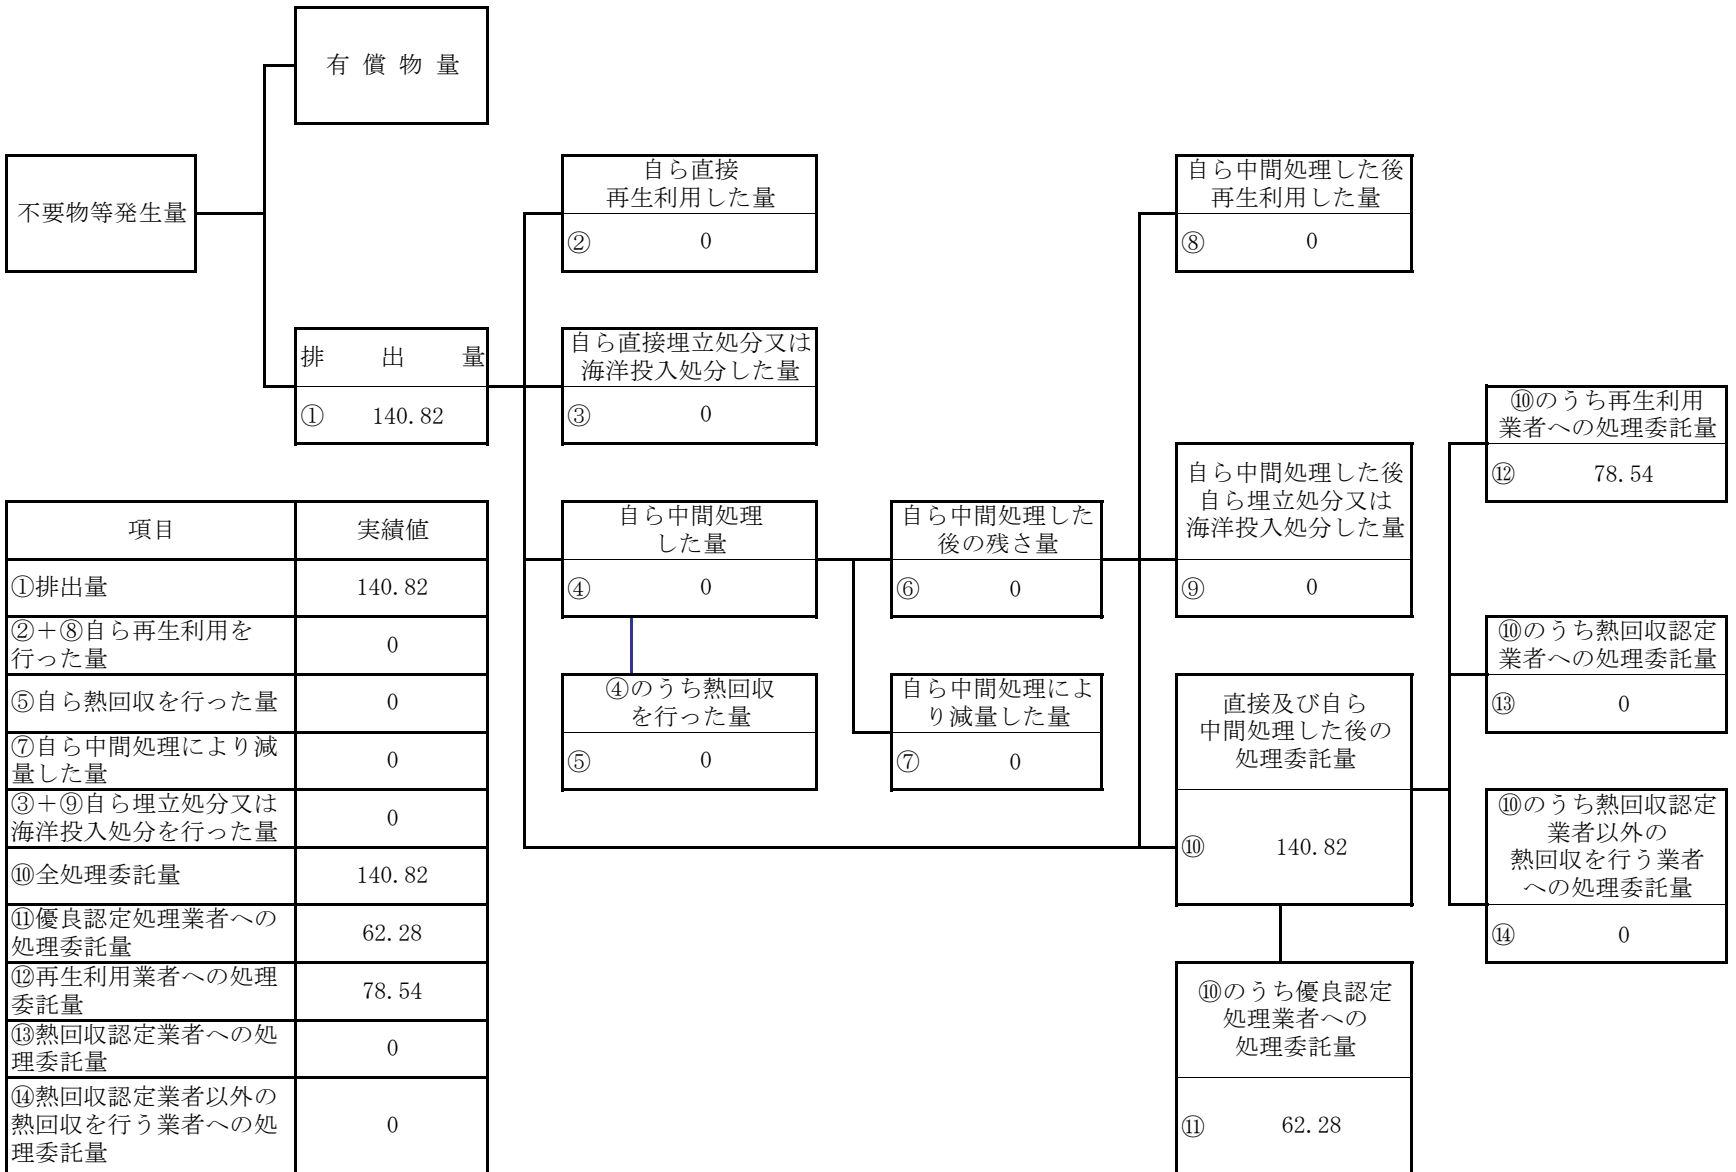 有 償 物 量
不要物等発生量
自ら直接
再生利用した量
② 0
自ら中間処理した後
再生利用した量
⑧ 0
排 出 量
① 140.82
自ら直接埋立処分又は
海洋投入処分した量
③ 0
⑩のうち再生利用
業者への処理委託量
⑫ 78.54
自ら中間処理
した量
④ 0
自ら中間処理した
後の残さ量
⑥ 0
自ら中間処理した後
自ら埋立処分又は
海洋投入処分した量
⑨ 0
⑩のうち熱回収認定
業者への処理委託量
⑬ 0
④のうち熱回収
を行った量
⑤ 0
自ら中間処理によ
り減量した量
⑦ 0
直接及び自ら
中間処理した後の
処理委託量
⑩ 140.82
⑩のうち熱回収認定
業者以外の
熱回収を行う業者
への処理委託量
⑭ 0
⑩のうち優良認定
処理業者への
処理委託量
⑪ 62.28
項目 実績値
①排出量 140.82
②+⑧自ら再生利用を
行った量 0
⑤自ら熱回収を行った量 0
⑦自ら中間処理により減
量した量 0
③+⑨自ら埋立処分又は
海洋投入処分を行った量 0
⑩全処理委託量 140.82
⑪優良認定処理業者への
処理委託量 62.28
⑫再生利用業者への処理
委託量 78.54
⑬熱回収認定業者への処
理委託量 0
⑭熱回収認定業者以外の
熱回収を行う業者への処
理委託量 0